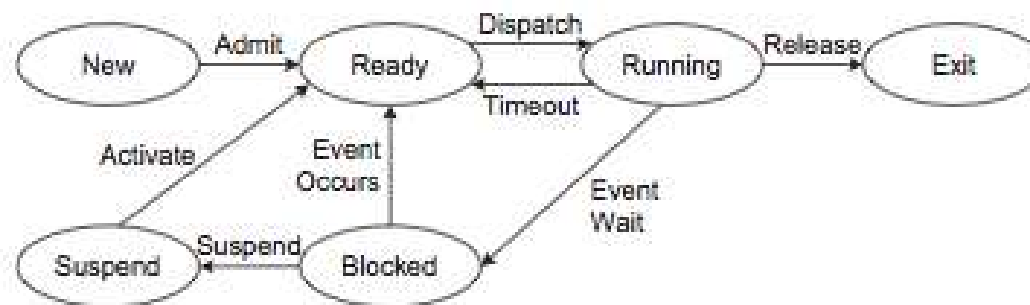 Dispatch
Admit
Release
New
Ready
Running
Exit
Timeout
Activate
Event
Occurs
Event
Wait
Suspend
Suspend
Blocked